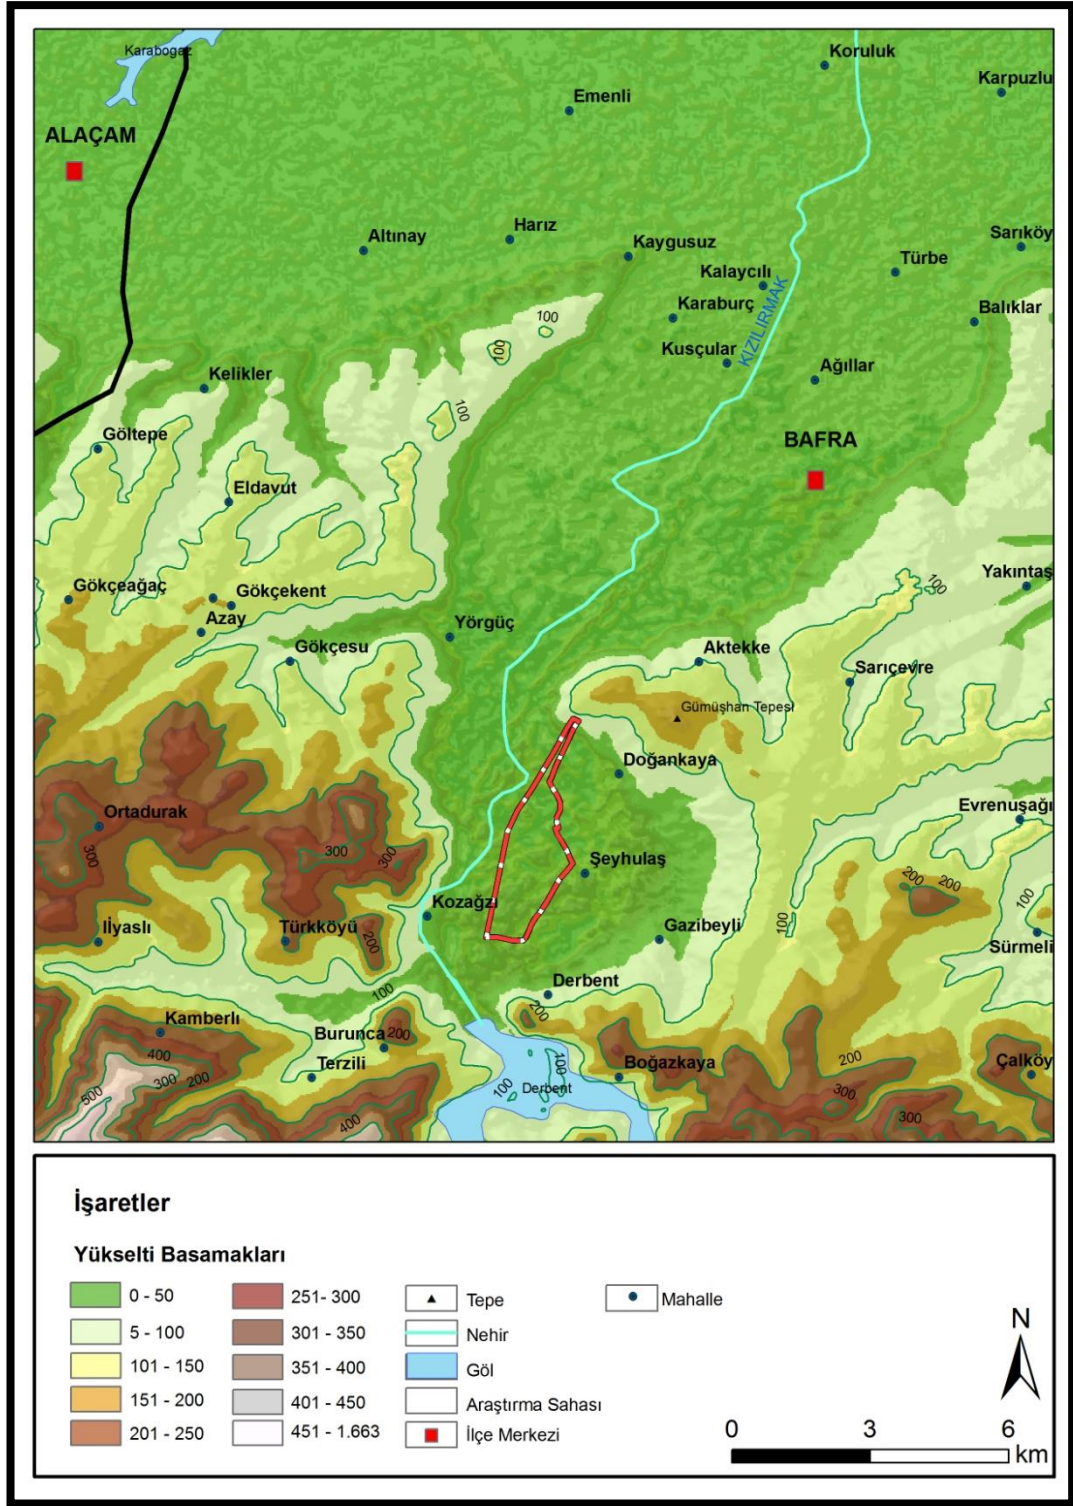 Karabogaz
Koruluk
Karpuzlu
Emenli
ALAÇAM
Altınay
Harız
Kaygusuz
Sarıköy
Türbe
Kalaycılı
Karaburç
Balıklar
KIZILIRMAK
100
100
Kusçular
Ağıllar
Kelikler
100
Göltepe
BAFRA
Eldavut
Gökçeağaç
Gökçekent
Azay
100
Yakıntaş
Yörgüç
Gökçesu
Aktekke
Sarıçevre
Gümüşhan Tepesi
Doğankaya
Ortadurak
Evrenuşağı
300
300
300
Şeyhulaş
200
200
100
Kozağzı
İlyaslı
Türkköyü
200
Gazibeyli
100
Sürmeli
100
Derbent
200
Kamberlı
Burunca
200
400
Terzili
300
200
500
100
100
Derbent
Boğazkaya
200
Çalköy
300
300
400
İşaretler
Yükselti Basamakları
0 - 50
251- 300
Tepe
Mahalle
5 - 100
301 - 350
Nehir
101 - 150
351 - 400
Göl
151 - 200
401 - 450
Araştırma Sahası
201 - 250
451 - 1.663
İlçe Merkezi
N
0 3 6
km